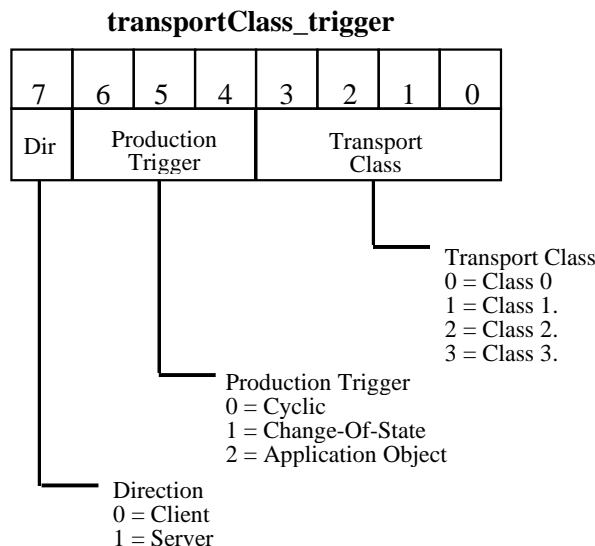 transportClass_trigger
7 6 5 4 3 2 1 0
Dir Production Trigger Transport Class
Transport Class
0 = Class 0
1 = Class 1.
2 = Class 2.
3 = Class 3.
Production Trigger
0 = Cyclic
1 = Change-Of-State
2 = Application Object
Direction
0 = Client
1 = Server